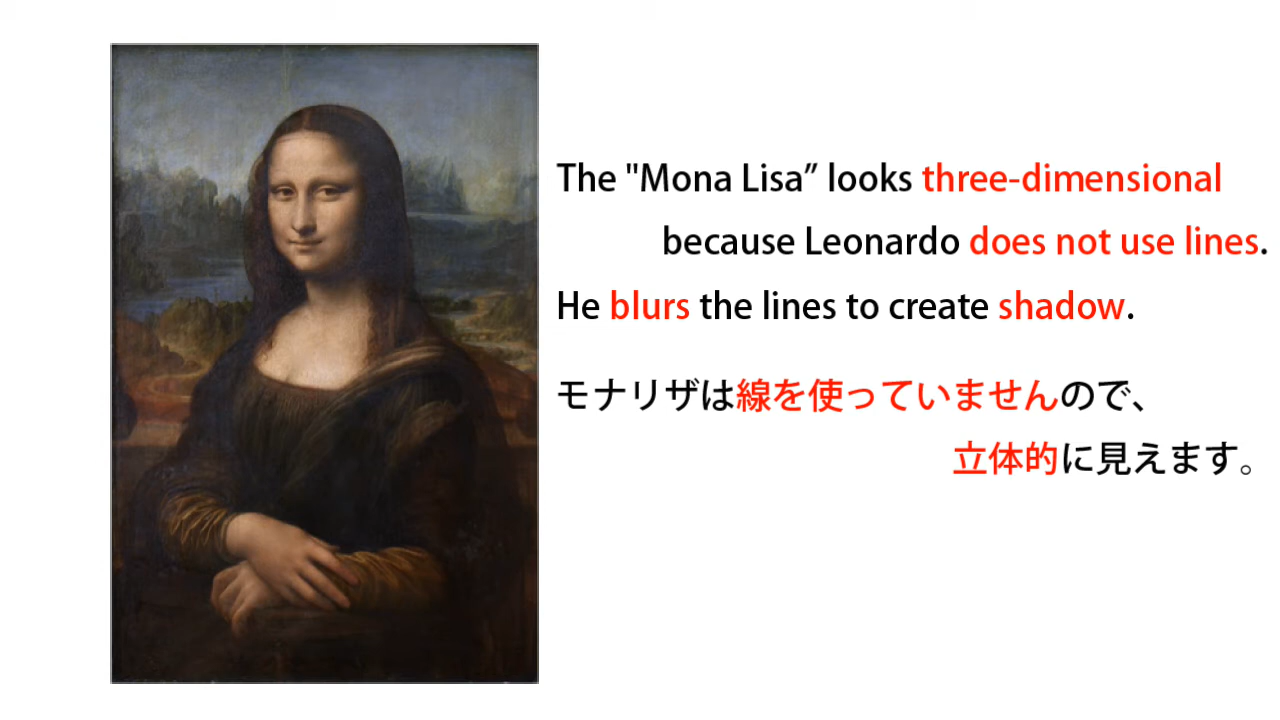 The "Mona Lisa” looks three-dimensional
because Leonardo does not use lines.
He blurs the lines to create shadow.
モナリザは線を使っていませんので、
立体的に見えます。